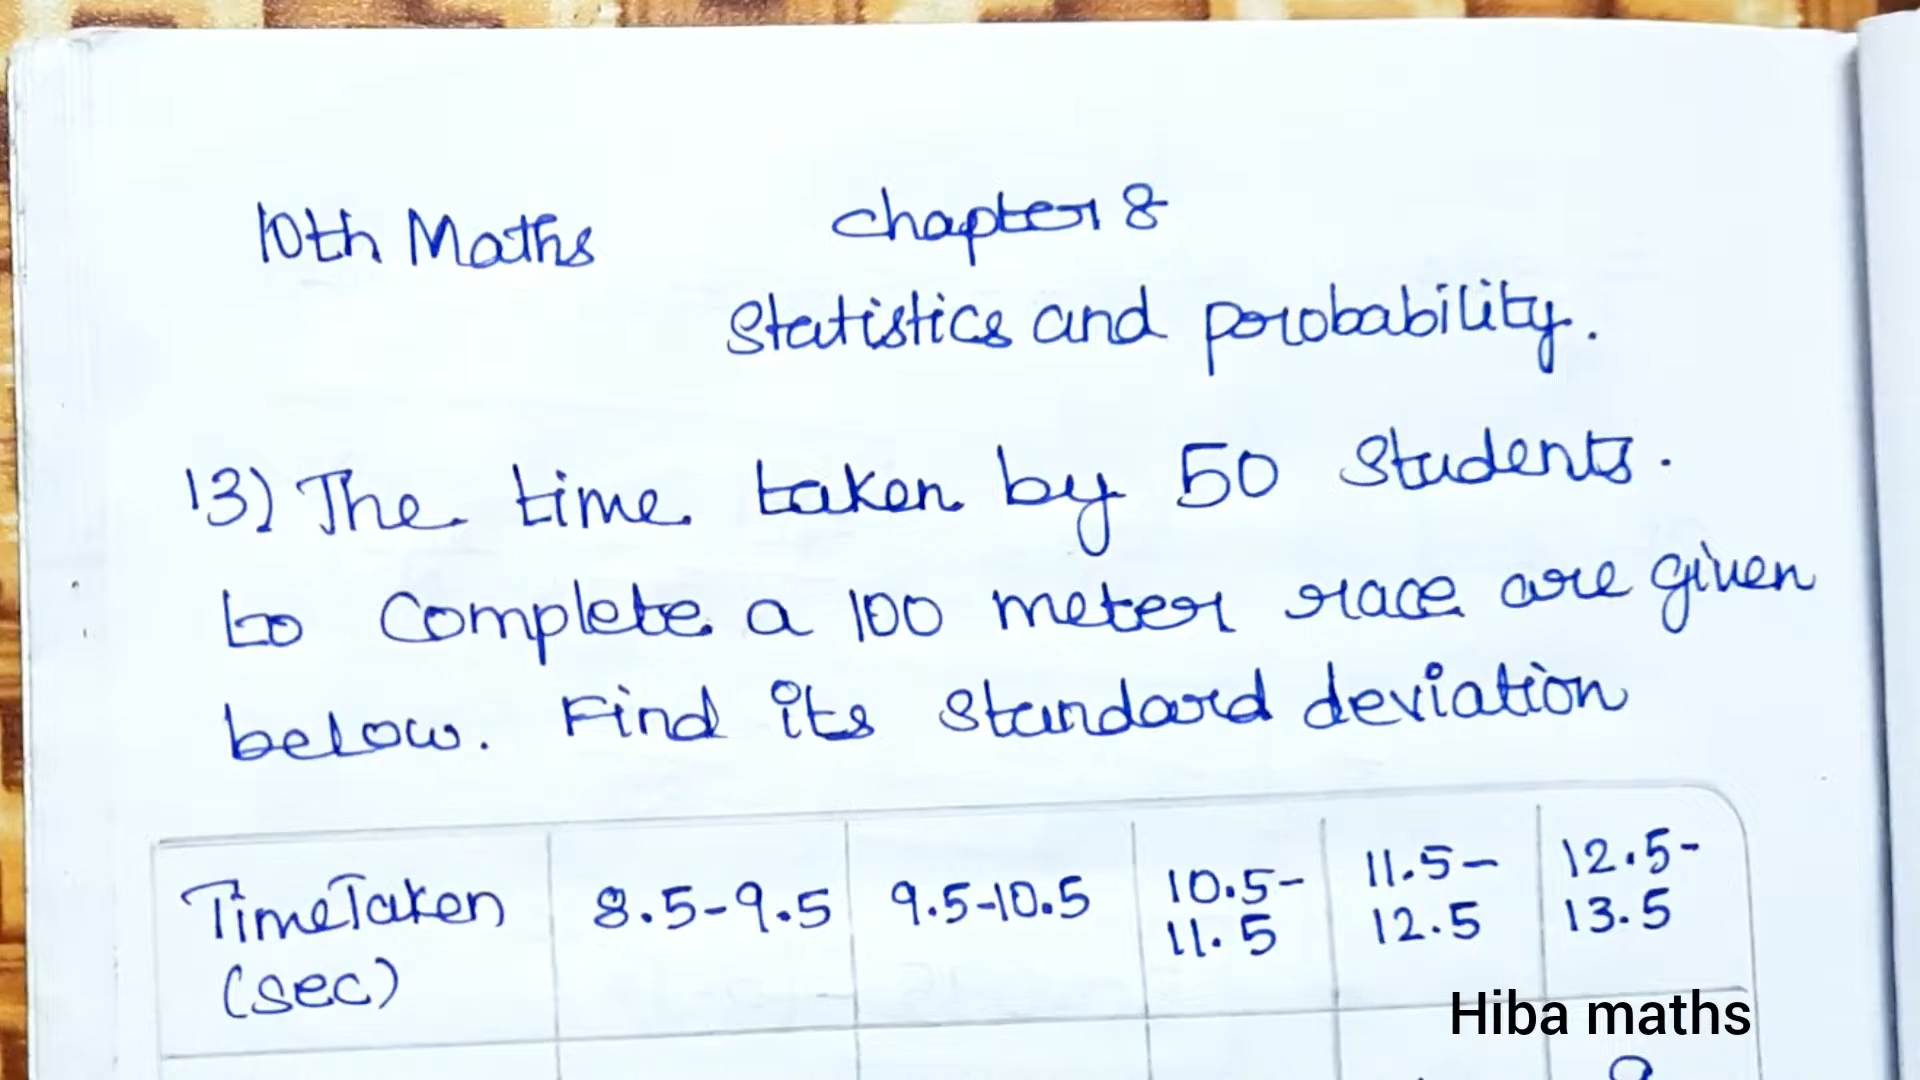 10th Maths chapter 8
Statistics and probability.
13) The time taken by 50 students.
to complete a 100 meter race are given
below. Find its standard deviation
Time Taken (sec) 8.5-9.5 9.5-10.5 10.5-11.5 11.5-12.5 12.5-13.5
Hiba maths